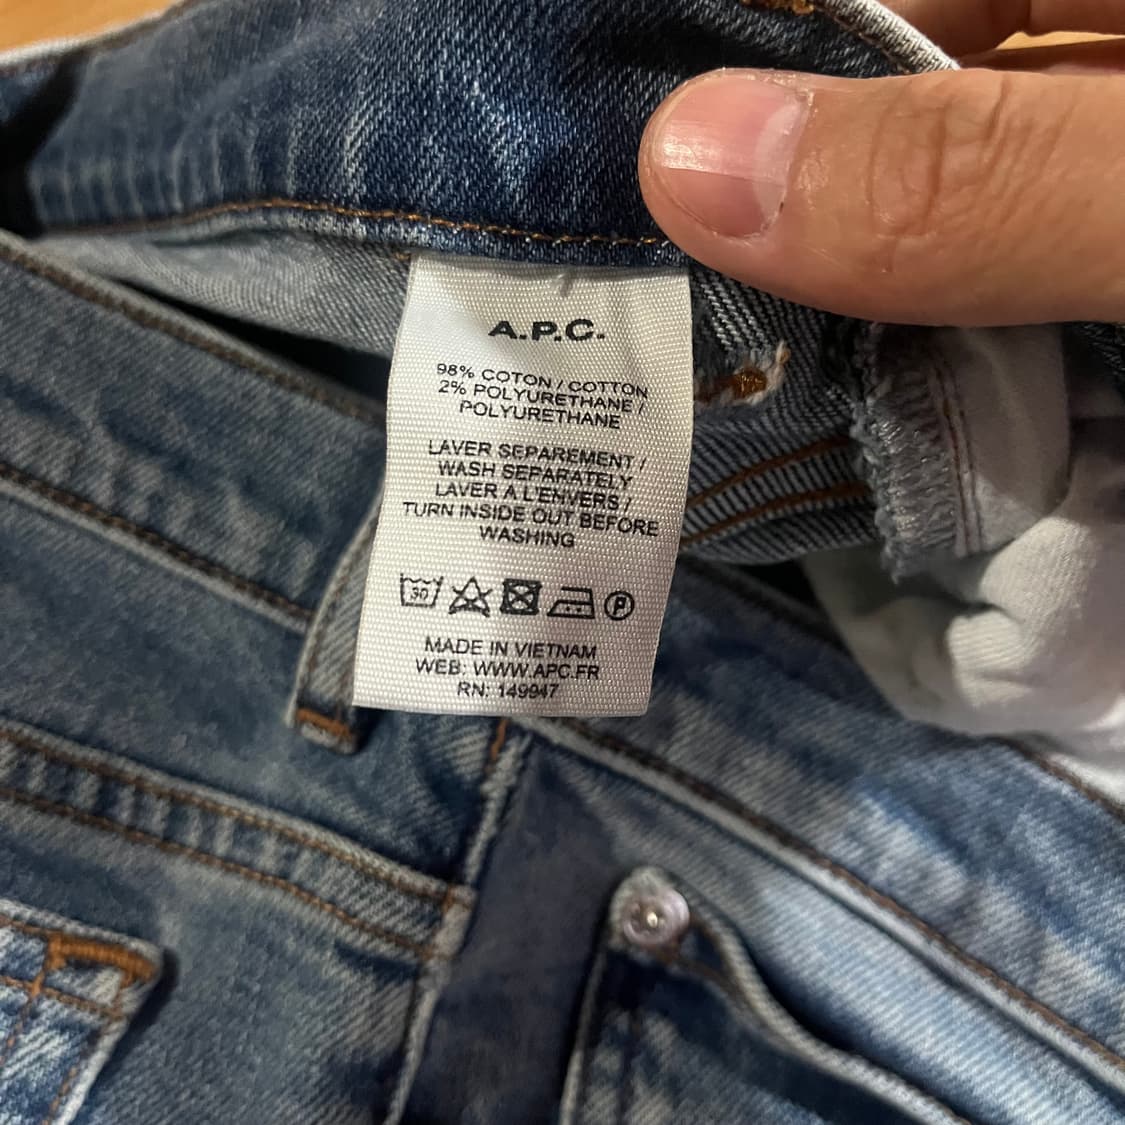 A.P.C.
98% COTON / COTTON
2% POLYURETHANE /
POLYURETHANE
LAVER SEPAREMENT /
WASH SEPARATELY
LAVER A L'ENVERS /
TURN INSIDE OUT BEFORE
WASHING
30 P
MADE IN VIETNAM
WEB: WWW.APC.FR
RN: 149947